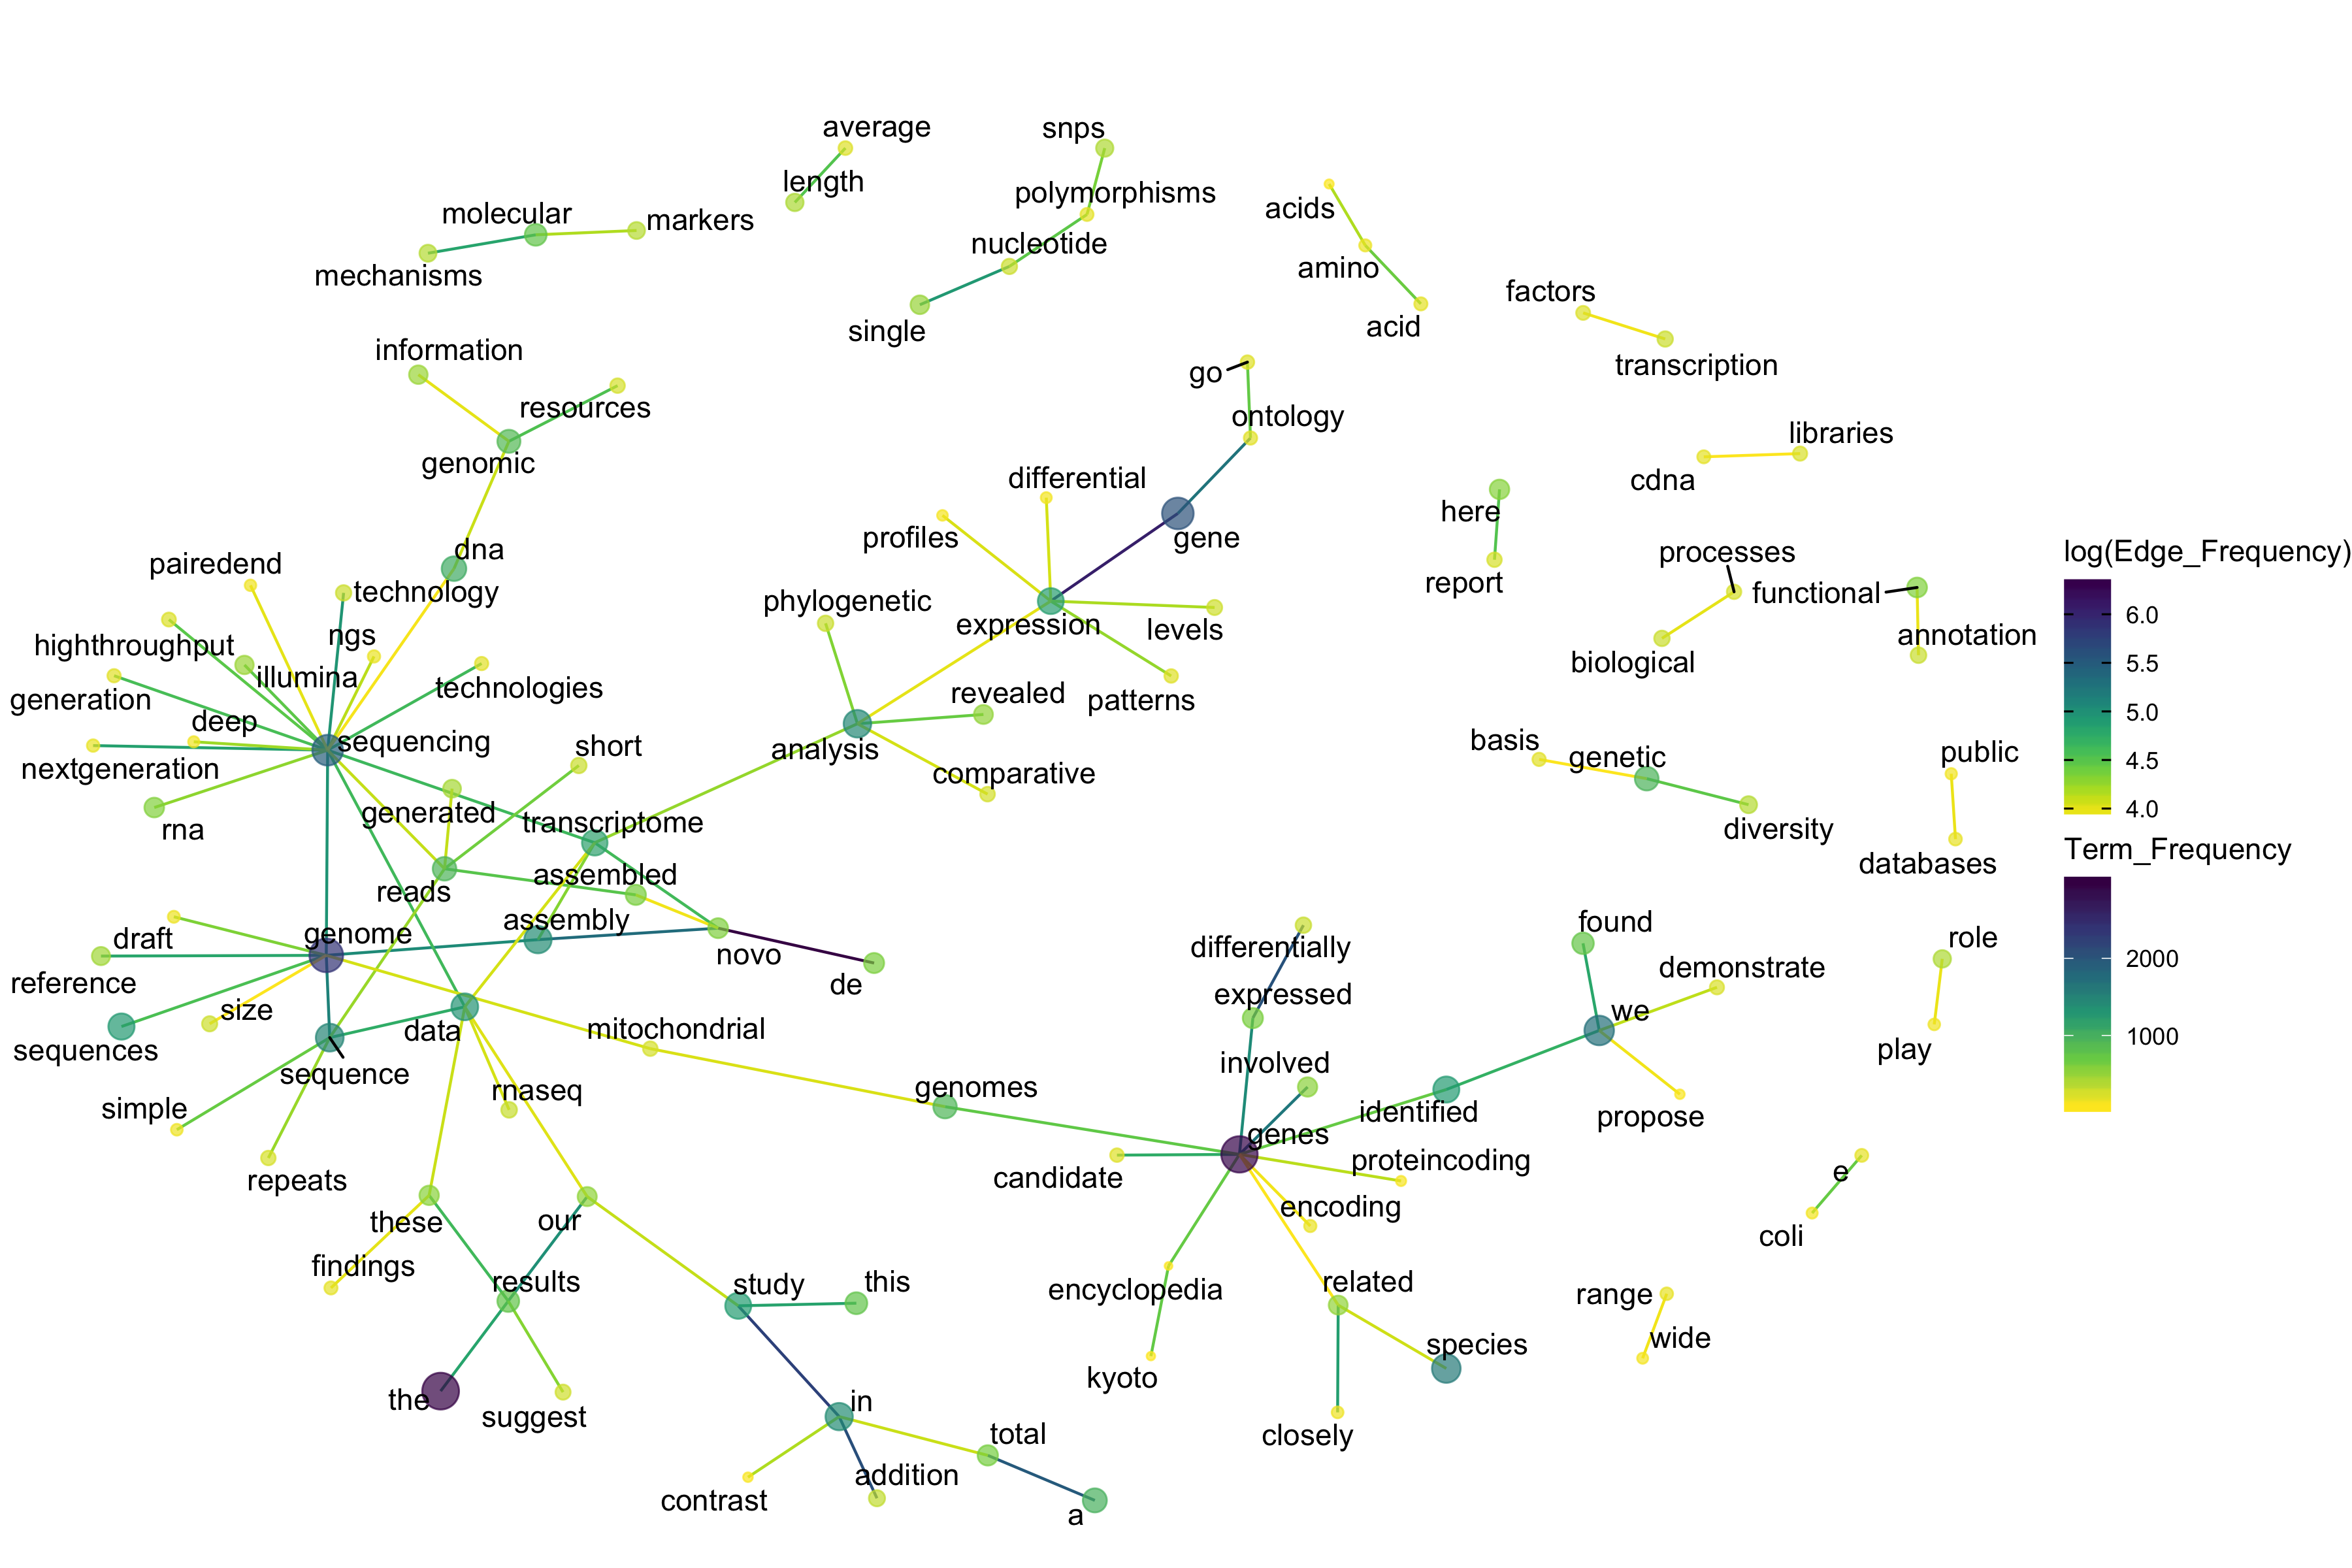 average
snps
length
polymorphisms
molecular
markers
acids
nucleotide
mechanisms
amino
factors
single
acid
information
transcription
go
resources
ontology
libraries
genomic
differential
cdna
here
profiles
gene
dna
processes
log(Edge_Frequency)
pairedend
technology
report
functional
phylogenetic
6.0
expression
levels
highthroughput
ngs
annotation
illumina
biological
5.5
generation
technologies
revealed
patterns
deep
5.0
sequencing
short
analysis
basis
genetic
public
nextgeneration
comparative
4.5
generated
transcriptome
4.0
rna
diversity
Term_Frequency
databases
assembled
reads
genome
assembly
found
draft
novo
differentially
role
2000
reference
de
expressed
demonstrate
size
we
data
mitochondrial
1000
sequences
play
sequence
involved
rnaseq
genomes
simple
identified
propose
genes
repeats
candidate
proteincoding
e
these
our
encoding
coli
findings
results
study
this
encyclopedia
related
range
wide
species
the
suggest
in
kyoto
total
closely
contrast
addition
a